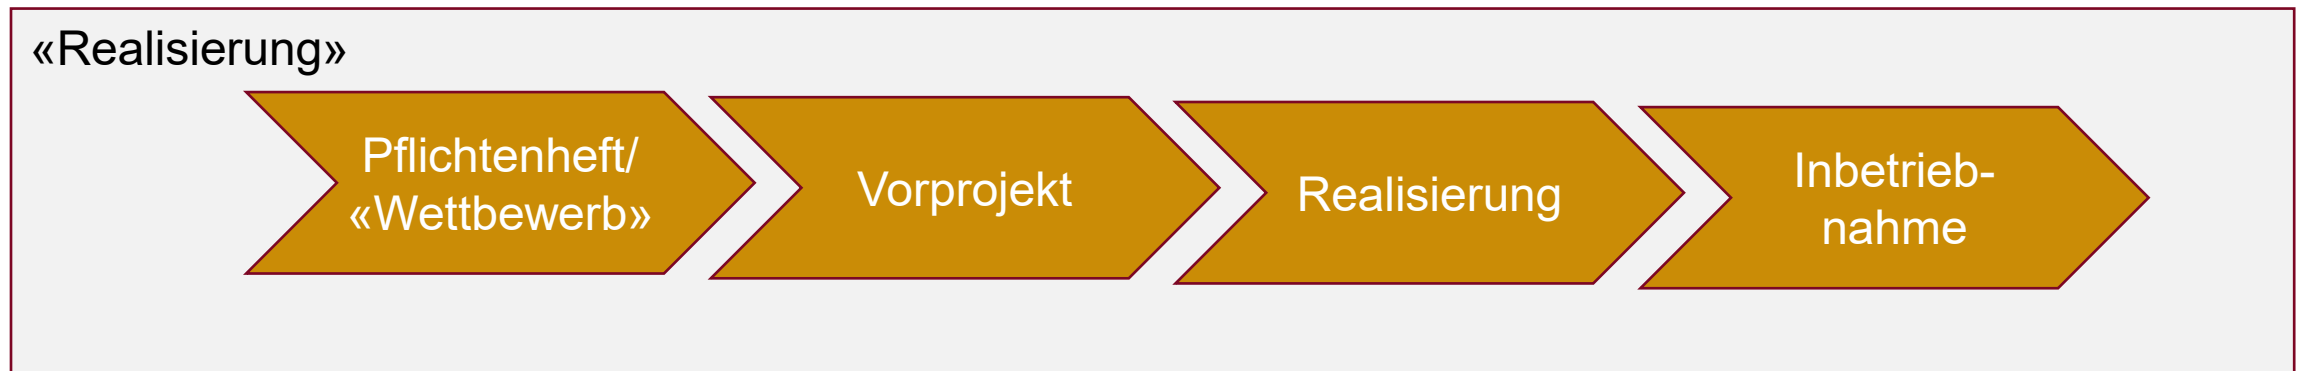 «Realisierung»
Pflichtenheft/
«Wettbewerb»
Vorprojekt
Realisierung
Inbetrieb-
nahme